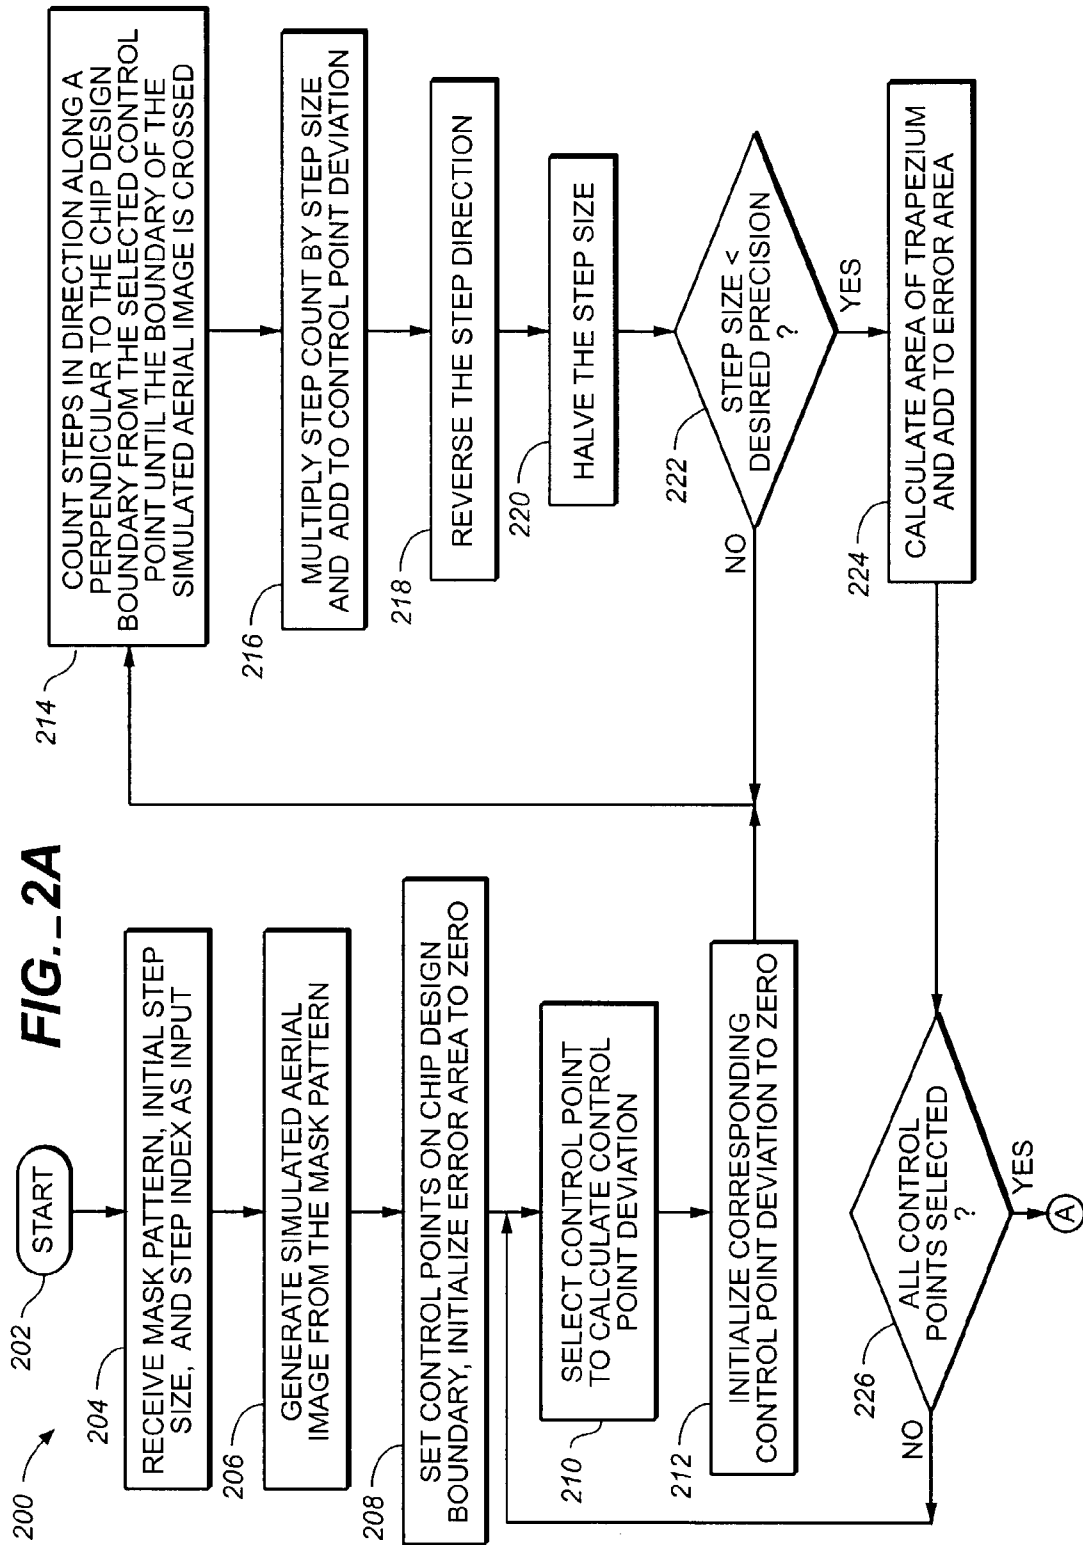 FIG._2A
200
202
START
204
RECEIVE MASK PATTERN, INITIAL STEP
SIZE, AND STEP INDEX AS INPUT
206
GENERATE SIMULATED AERIAL
IMAGE FROM THE MASK PATTERN
208
SET CONTROL POINTS ON CHIP DESIGN
BOUNDARY, INITIALIZE ERROR AREA TO ZERO
210
SELECT CONTROL POINT
TO CALCULATE CONTROL
POINT DEVIATION
212
INITIALIZE CORRESPONDING
CONTROL POINT DEVIATION TO ZERO
214
COUNT STEPS IN DIRECTION ALONG A
PERPENDICULAR TO THE CHIP DESIGN
BOUNDARY FROM THE SELECTED CONTROL
POINT UNTIL THE BOUNDARY OF THE
SIMULATED AERIAL IMAGE IS CROSSED
216
MULTIPLY STEP COUNT BY STEP SIZE
AND ADD TO CONTROL POINT DEVIATION
218
REVERSE THE STEP DIRECTION
220
HALVE THE STEP SIZE
222
STEP SIZE <
DESIRED PRECISION
?
NO
YES
224
CALCULATE AREA OF TRAPEZIUM
AND ADD TO ERROR AREA
226
ALL CONTROL
POINTS SELECTED
?
NO
YES
A